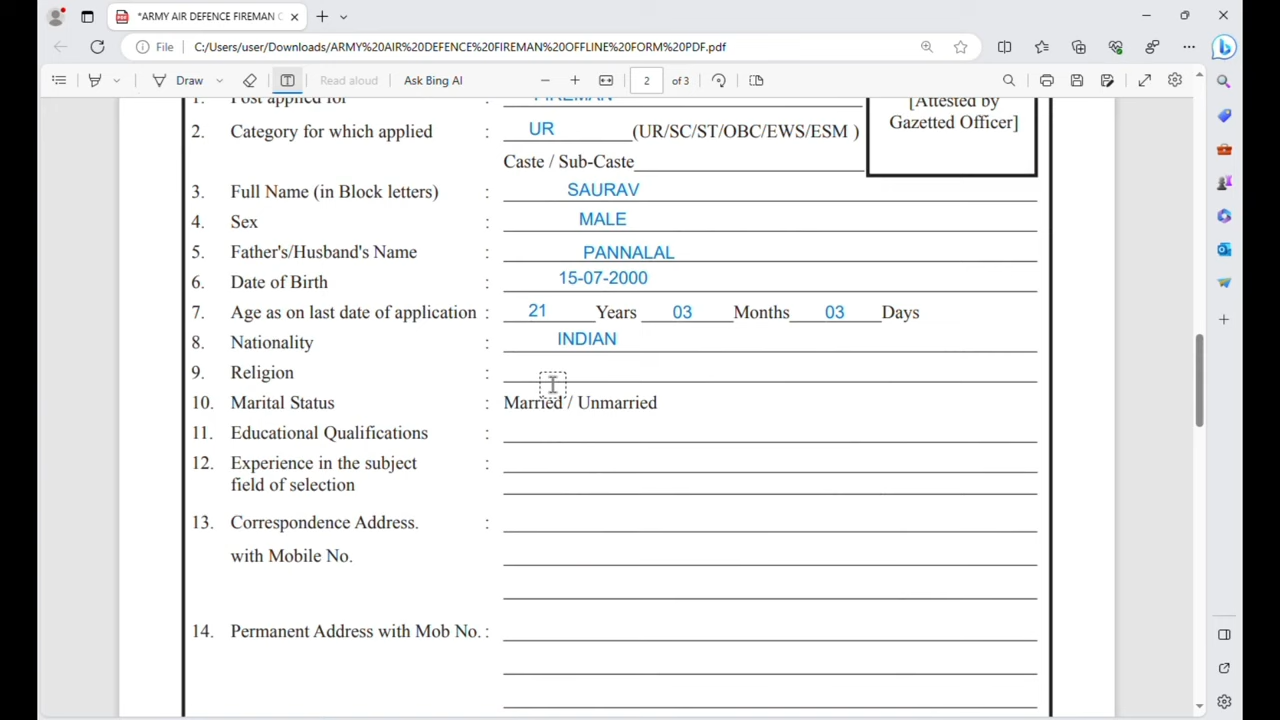 *ARMY AIR DEFENCE FIREMAN
File C:/Users/user/Downloads/ARMY%20AIR%20DEFENCE%20FIREMAN%20OFFLINE%20FORM%20PDF.pdf
Draw Read aloud Ask Bing AI 2 of 3
1. Post applied for : FIREMAN
[Attested by
Gazetted Officer]
2. Category for which applied : UR (UR/SC/ST/OBC/EWS/ESM )
Caste / Sub-Caste
3. Full Name (in Block letters) : SAURAV
4. Sex : MALE
5. Father's/Husband's Name : PANNALAL
6. Date of Birth : 15-07-2000
7. Age as on last date of application : 21 Years 03 Months 03 Days
8. Nationality : INDIAN
9. Religion :
10. Marital Status : Married / Unmarried
11. Educational Qualifications :
12. Experience in the subject :
field of selection
13. Correspondence Address. :
with Mobile No.
14. Permanent Address with Mob No. :